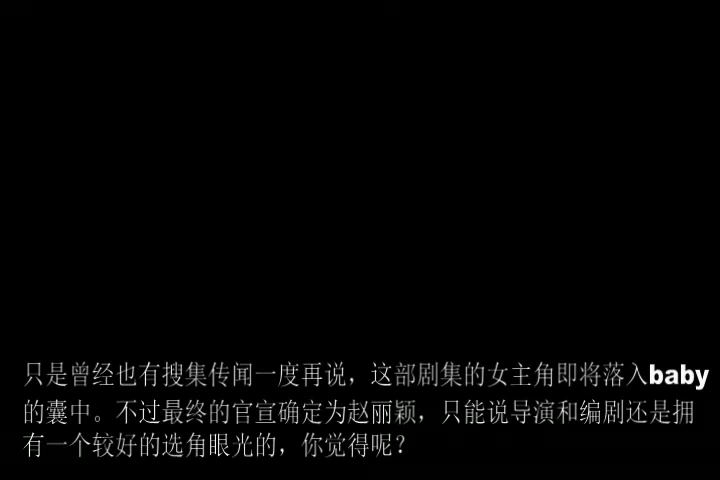 只是曾经也有搜集传闻一度再说，这部剧集的女主角即将落入baby
的囊中。不过最终的官宣确定为赵丽颖，只能说导演和编剧还是拥
有一个较好的选角眼光的，你觉得呢？